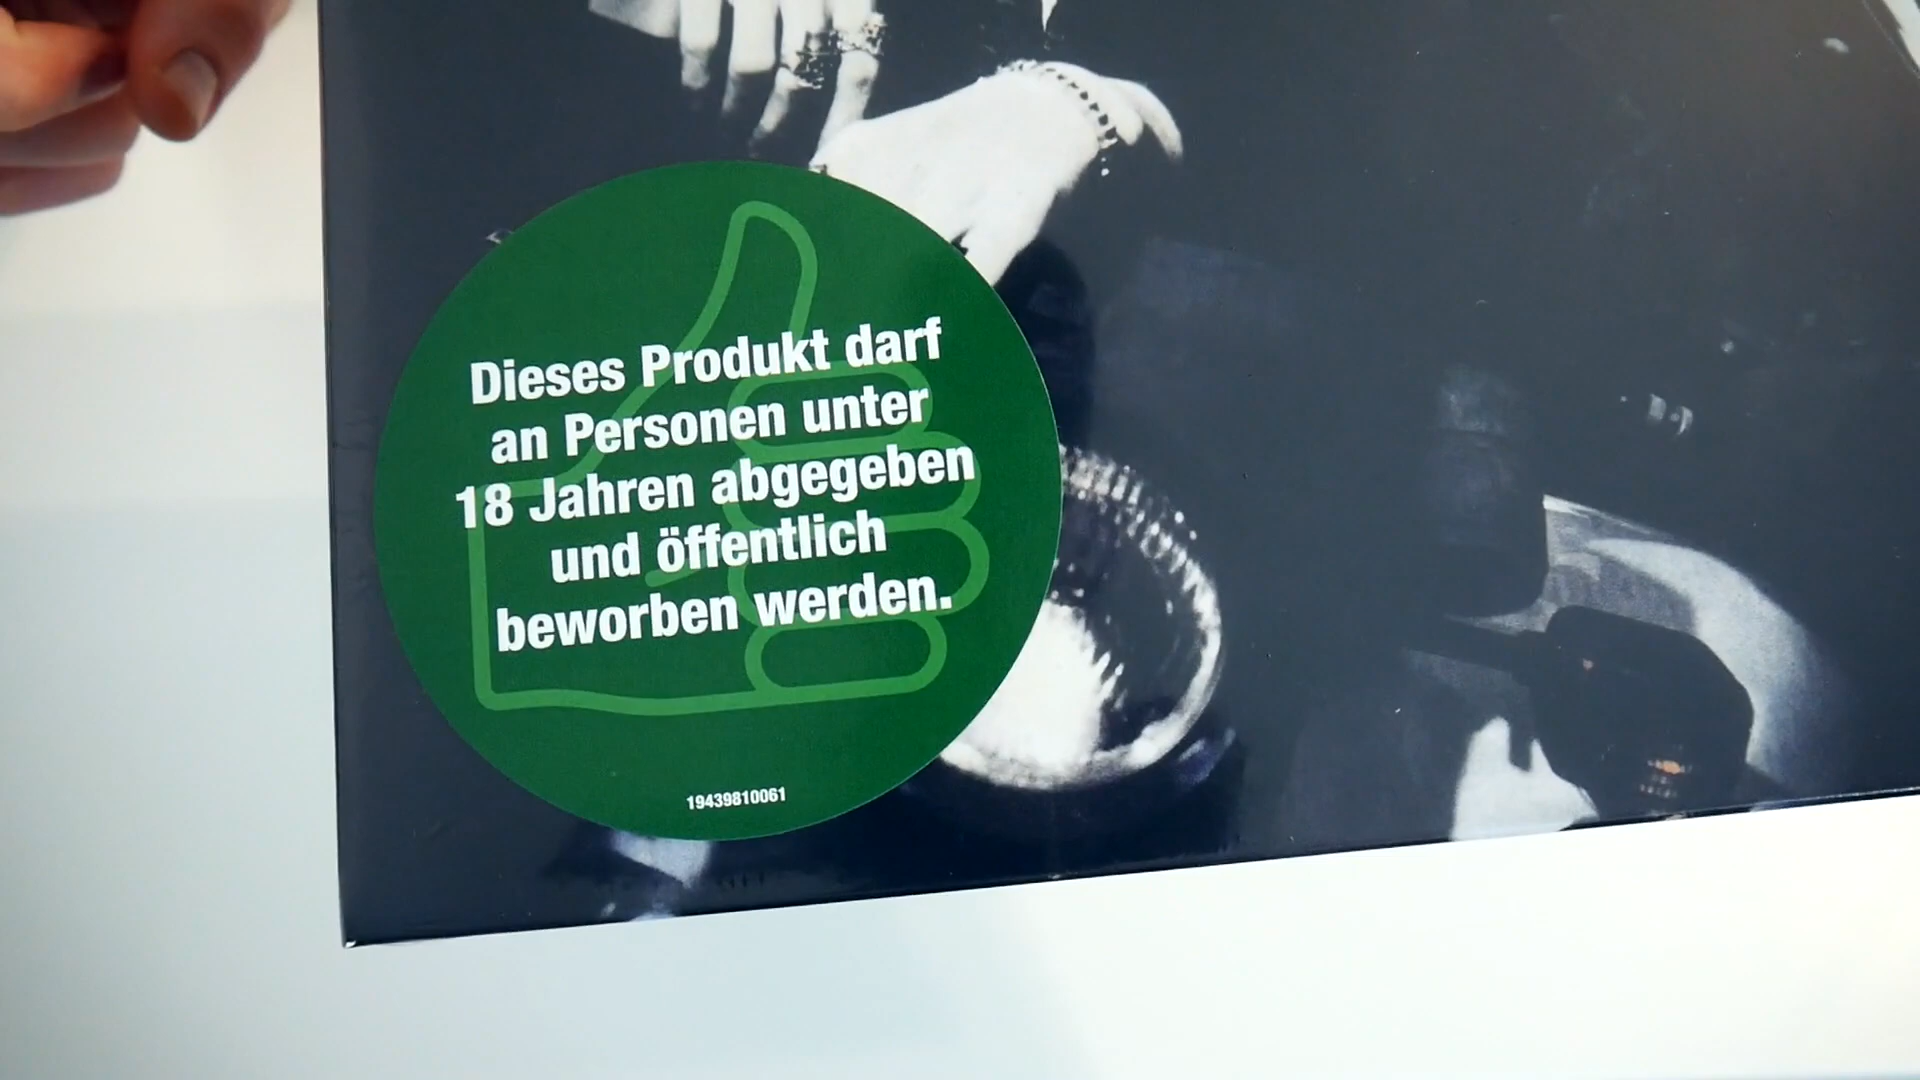 Dieses Produkt darf
an Personen unter
18 Jahren abgegeben
und öffentlich
beworben werden.
19439810061